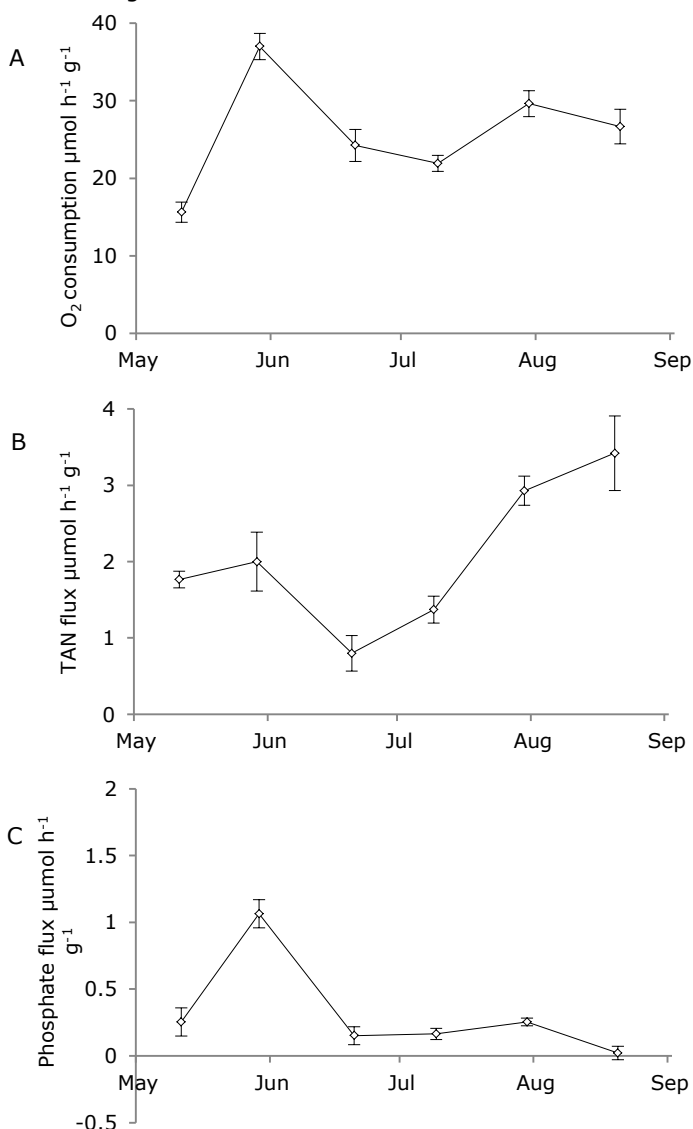 A
O₂ consumption µmol h⁻¹ g⁻¹
40
30
20
10
0
May Jun Jul Aug Sep
B
TAN flux µumol h⁻¹ g⁻¹
4
3
2
1
0
May Jun Jul Aug Sep
C
Phosphate flux µumol h⁻¹
g⁻¹
2
1.5
1
0.5
0
-0.5
May Jun Jul Aug Sep